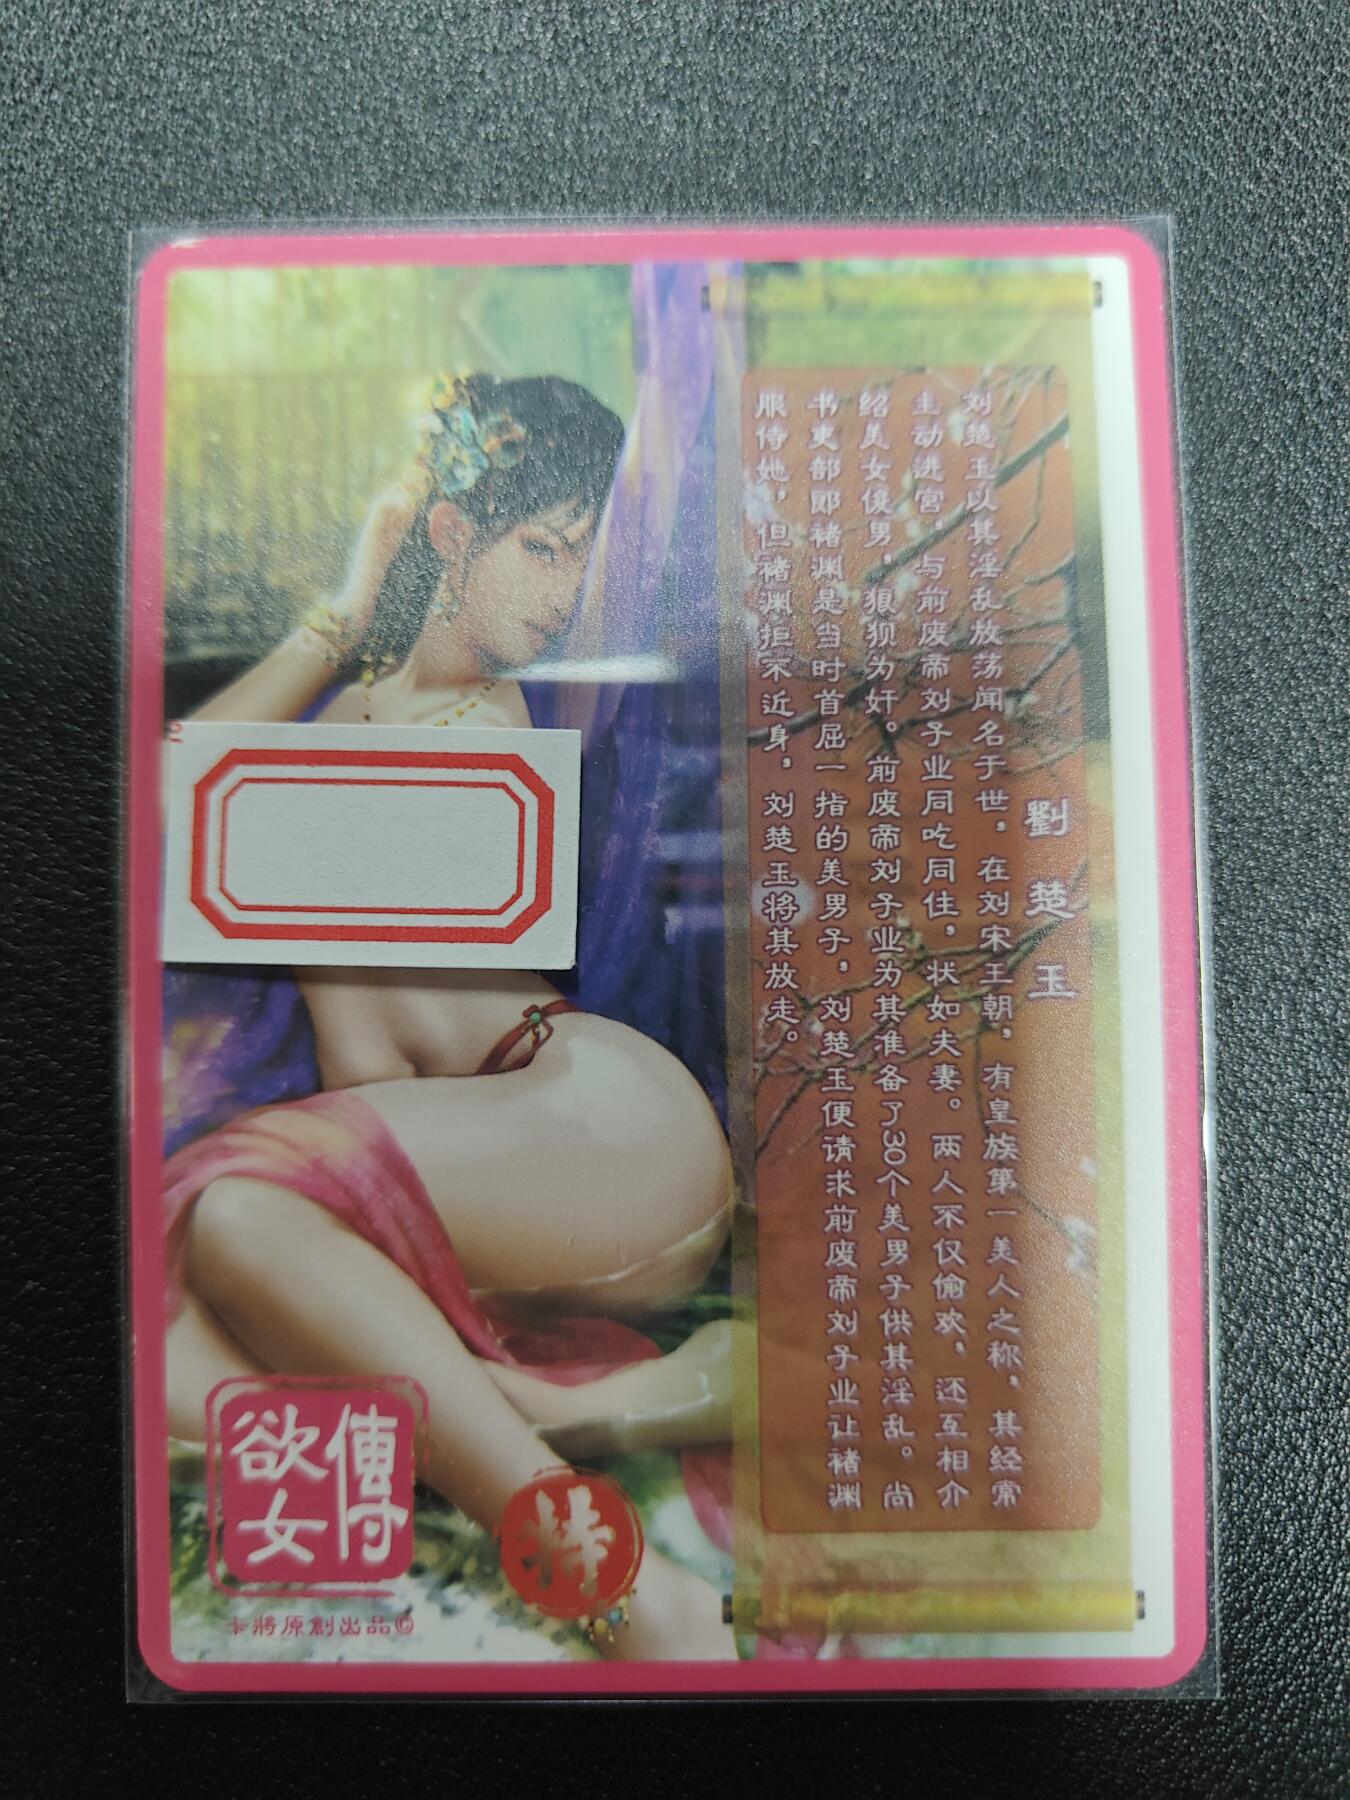 劉楚玉
刘楚玉以其淫乱放荡闻名于世，在刘宋王朝，有皇族第一美人之称，其经常
主动进宫，与前废帝刘子业同吃同住，状如夫妻。两人不仅偷欢，还互相介
绍美女俊男，狼狈为奸。前废帝刘子业为其准备了30个美男子供其淫乱。尚
书吏部郎褚渊是当时首屈一指的美男子，刘楚玉便请求前废帝刘子业让褚渊
服侍她，但褚渊拒不近身，刘楚玉将其放走。
欲女
傳
特
卡將原創出品©